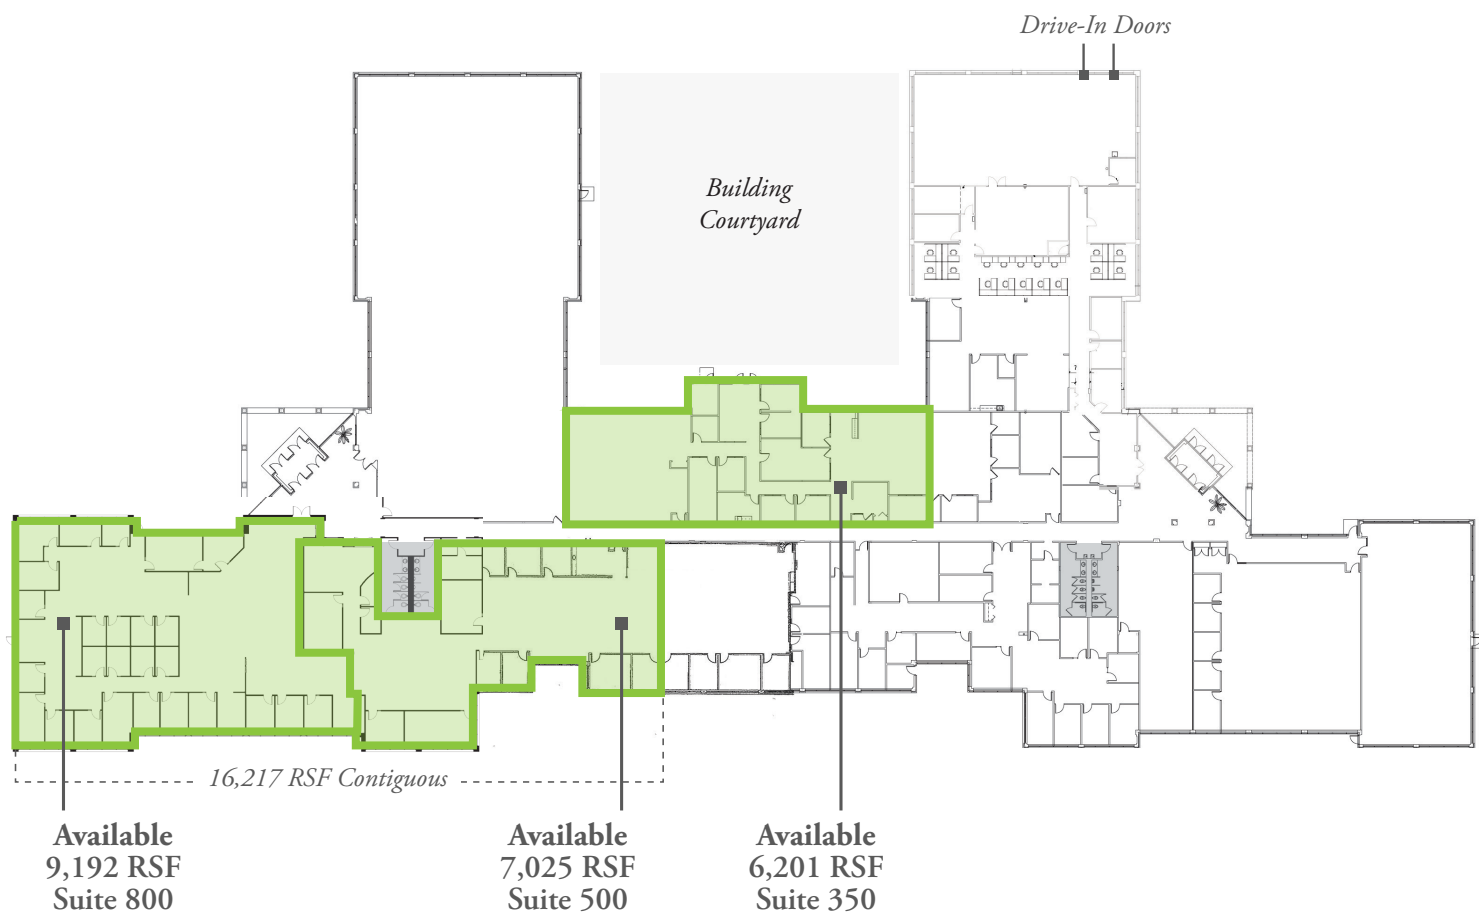 Drive-In Doors
Building
Courtyard
16,217 RSF Contiguous
Available
9,192 RSF
Suite 800
Available
7,025 RSF
Suite 500
Available
6,201 RSF
Suite 350